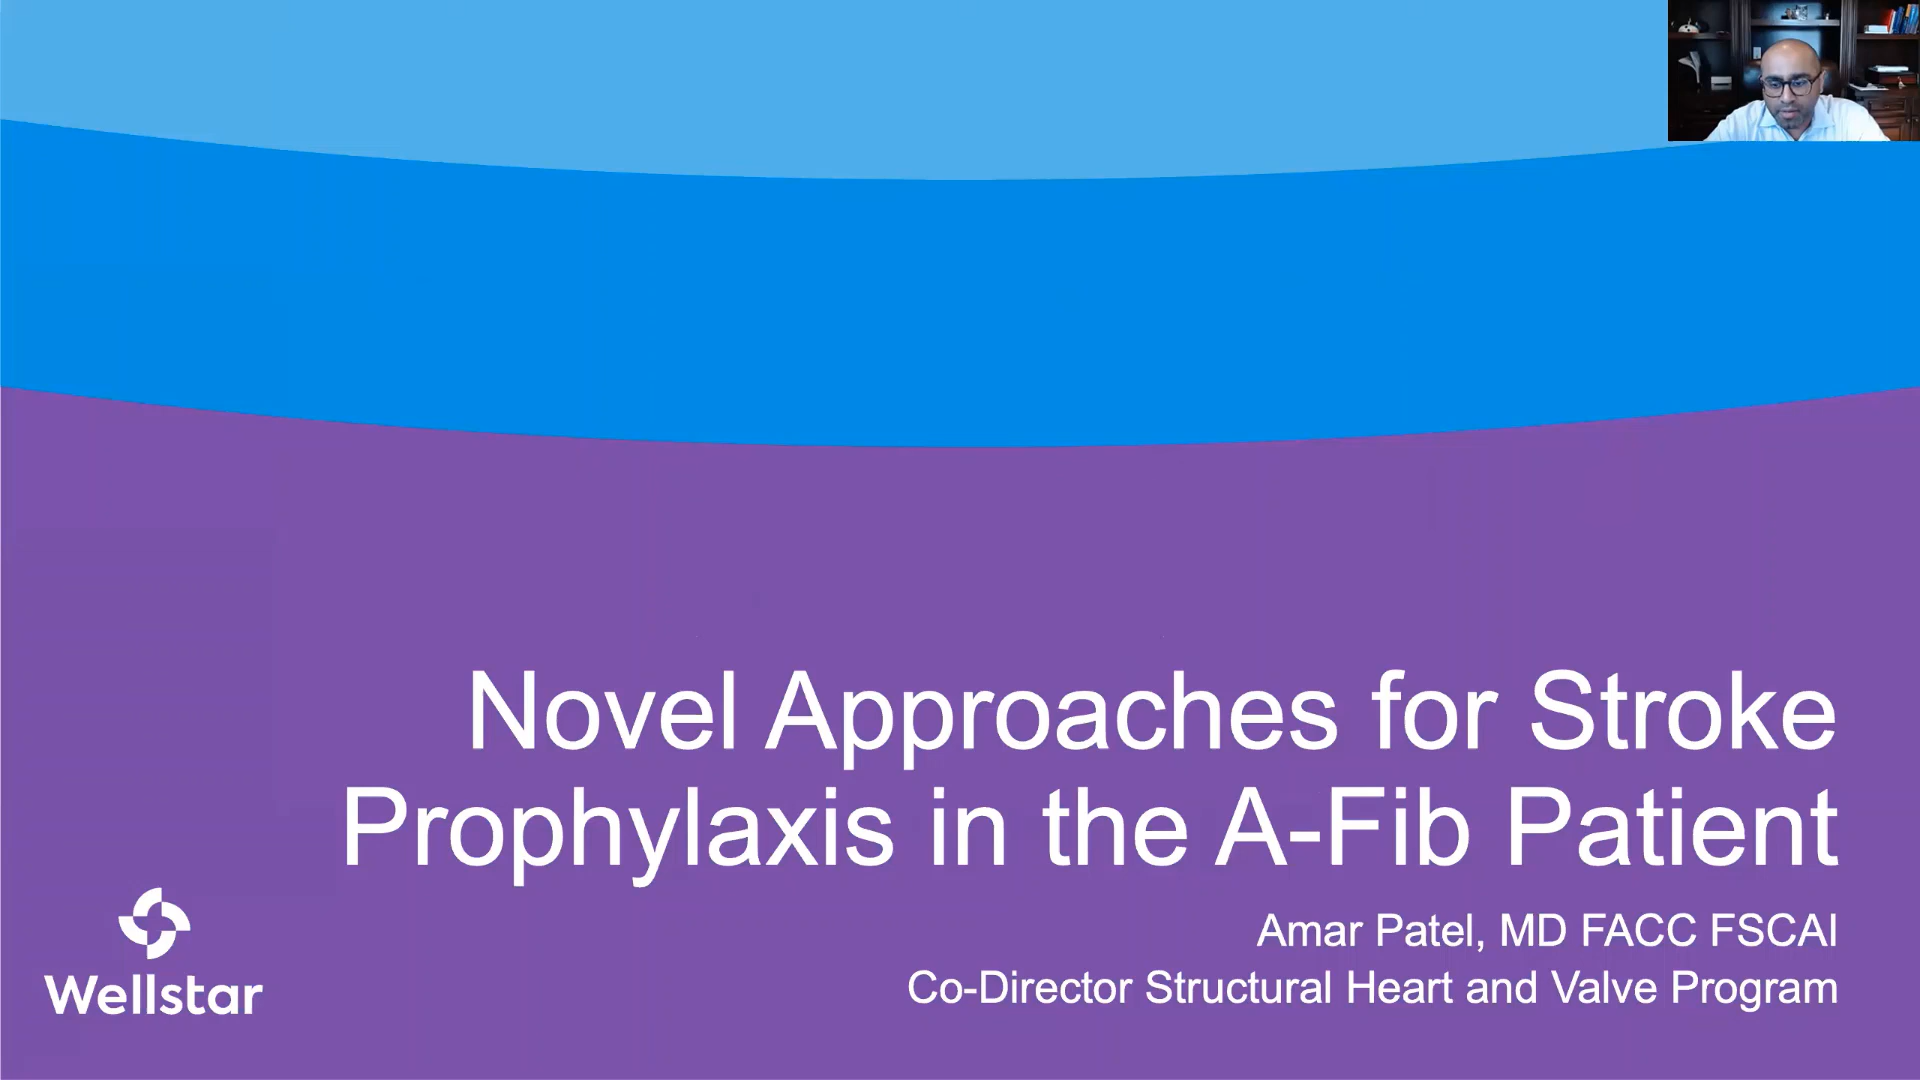 Novel Approaches for Stroke
Prophylaxis in the A-Fib Patient
Amar Patel, MD FACC FSCAI
Co-Director Structural Heart and Valve Program
Wellstar